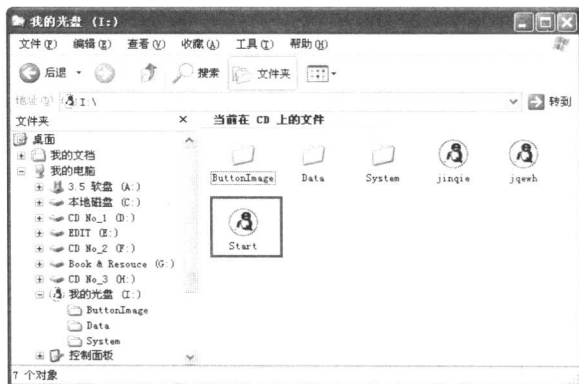 我的光盘 (I:)
文件(F) 编辑(E) 查看(V) 收藏(A) 工具(T) 帮助(H)
后退 搜索 文件夹
地址(D) I:\ 转到
文件夹 × 当前在 CD 上的文件
桌面
我的文档
我的电脑
3.5 软盘 (A:)
本地磁盘 (C:)
CD No_1 (D:)
EDIT (E:)
CD No_2 (F:)
Book & Resouce (G:)
CD No_3 (H:)
我的光盘 (I:)
ButtonImage
Data
System
控制面板
ButtonImage Data System jinqie jqewh
Start
7 个对象